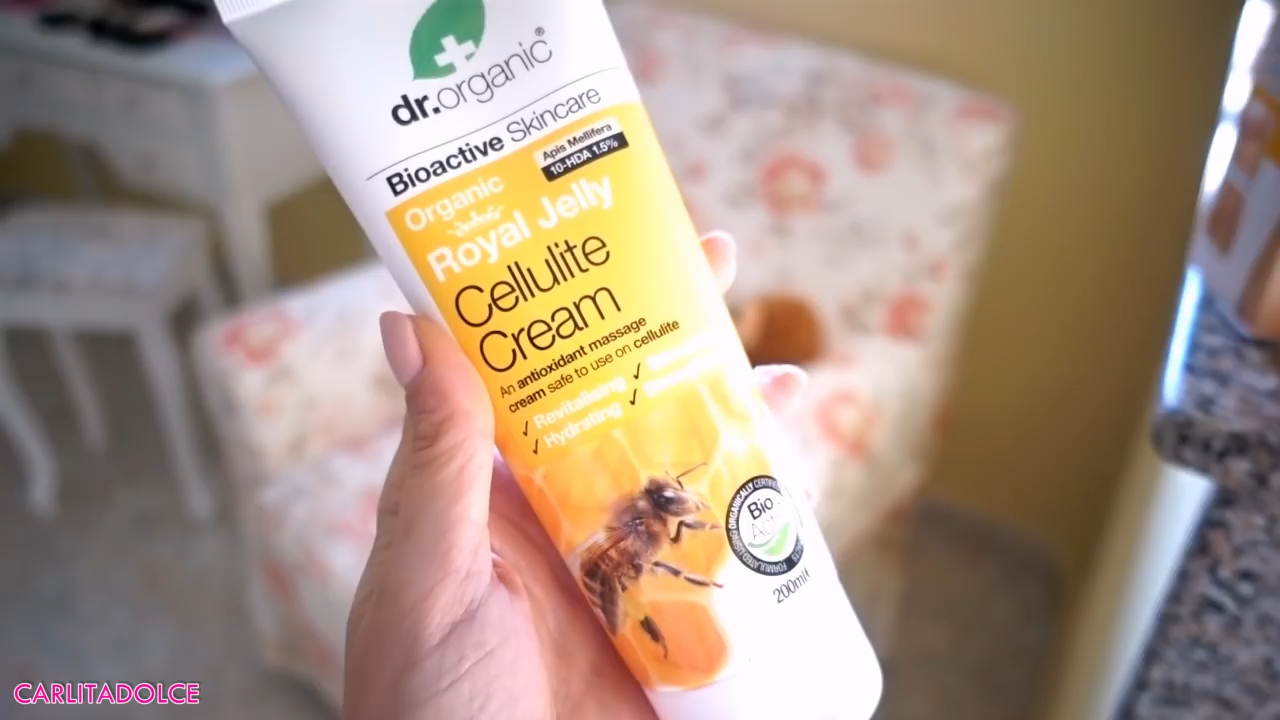 dr.organic®
Bioactive Skincare
Apis Mellifera
10-HDA 1.5%
Organic
Royal Jelly
Cellulite
Cream
An antioxidant massage
cream safe to use on cellulite
✓ Revitalising ✓
✓ Hydrating ✓
Bio
200ml
CARLITADOLCE